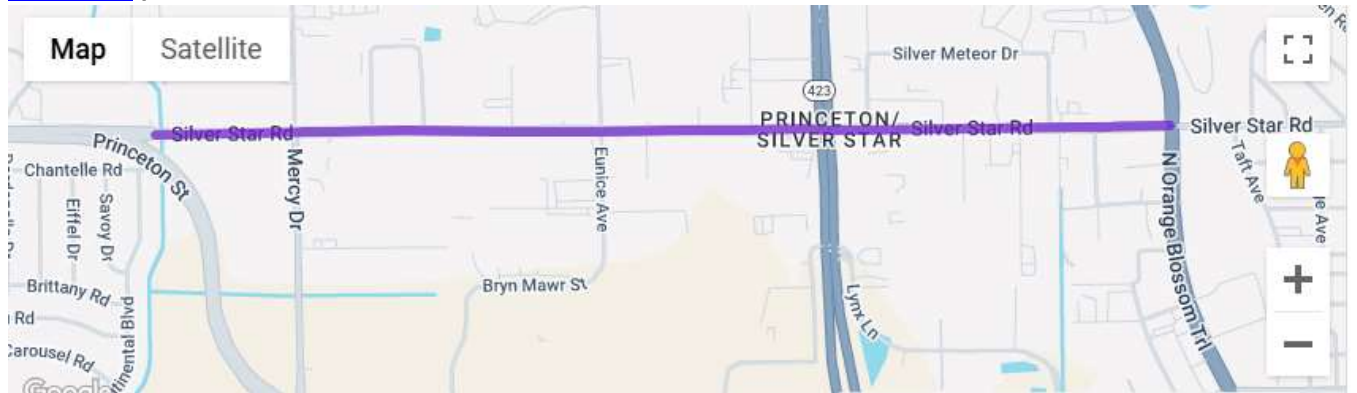 Map
Satellite
Silver Meteor Dr
423
PRINCETON/
SILVER STAR
Silver Star Rd
Silver Star Rd
Silver Star Rd
Princeton St
Chantelle Rd
Mercy Dr
Eunice Ave
Taft Ave
Savoy Dr
Eiffel Dr
N Orange Blossom Trl
Bryn Mawr St
Brittany Rd
Lynx Ln
Rd
Carousel Rd
Google